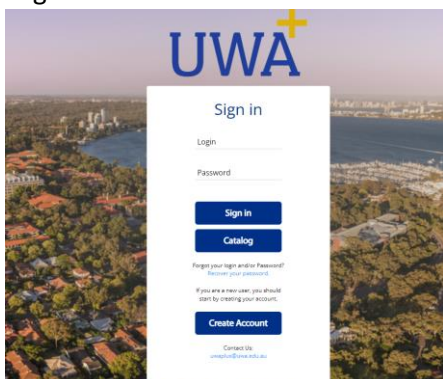 UWA+
Sign in
Login
Password
Sign in
Catalog
Forgot your login and/or Password?
Recover your password.
If you are a new user, you should
start by creating your account.
Create Account
Contact Us:
uwaplus@uwa.edu.au